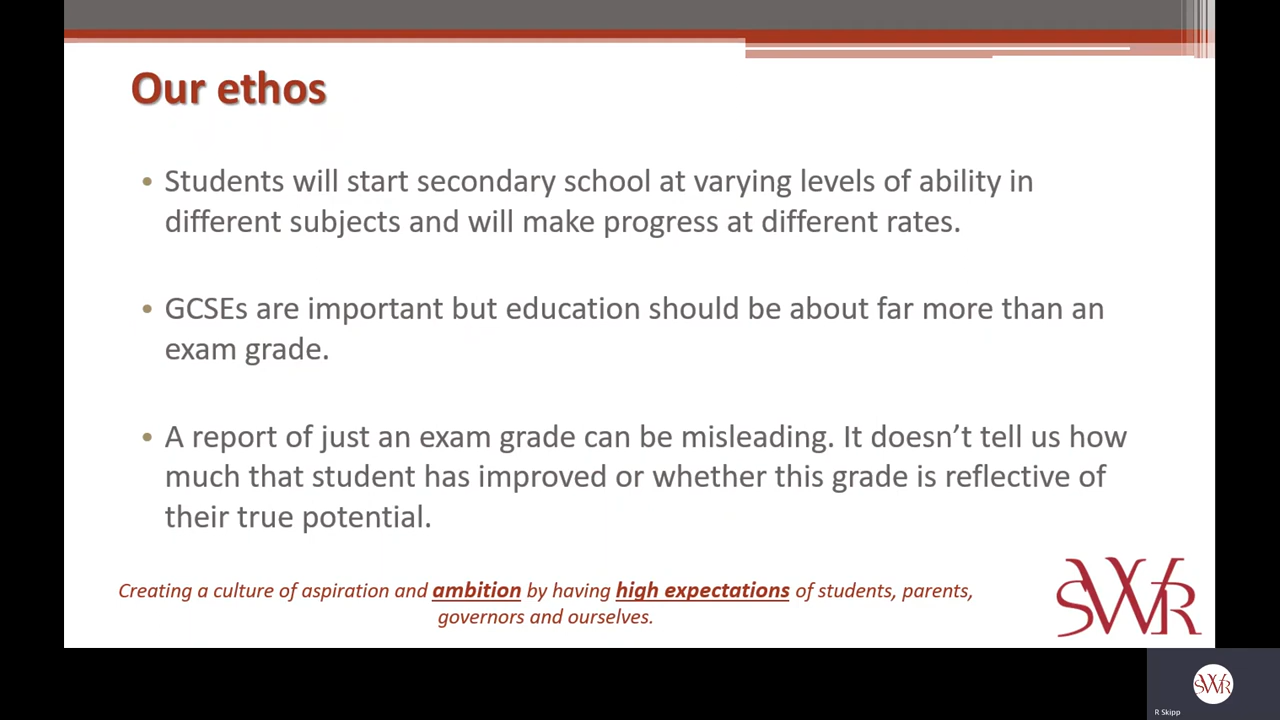 Our ethos
• Students will start secondary school at varying levels of ability in
different subjects and will make progress at different rates.
• GCSEs are important but education should be about far more than an
exam grade.
• A report of just an exam grade can be misleading. It doesn’t tell us how
much that student has improved or whether this grade is reflective of
their true potential.
Creating a culture of aspiration and ambition by having high expectations of students, parents,
governors and ourselves.
SWR
SWR
R Skipp